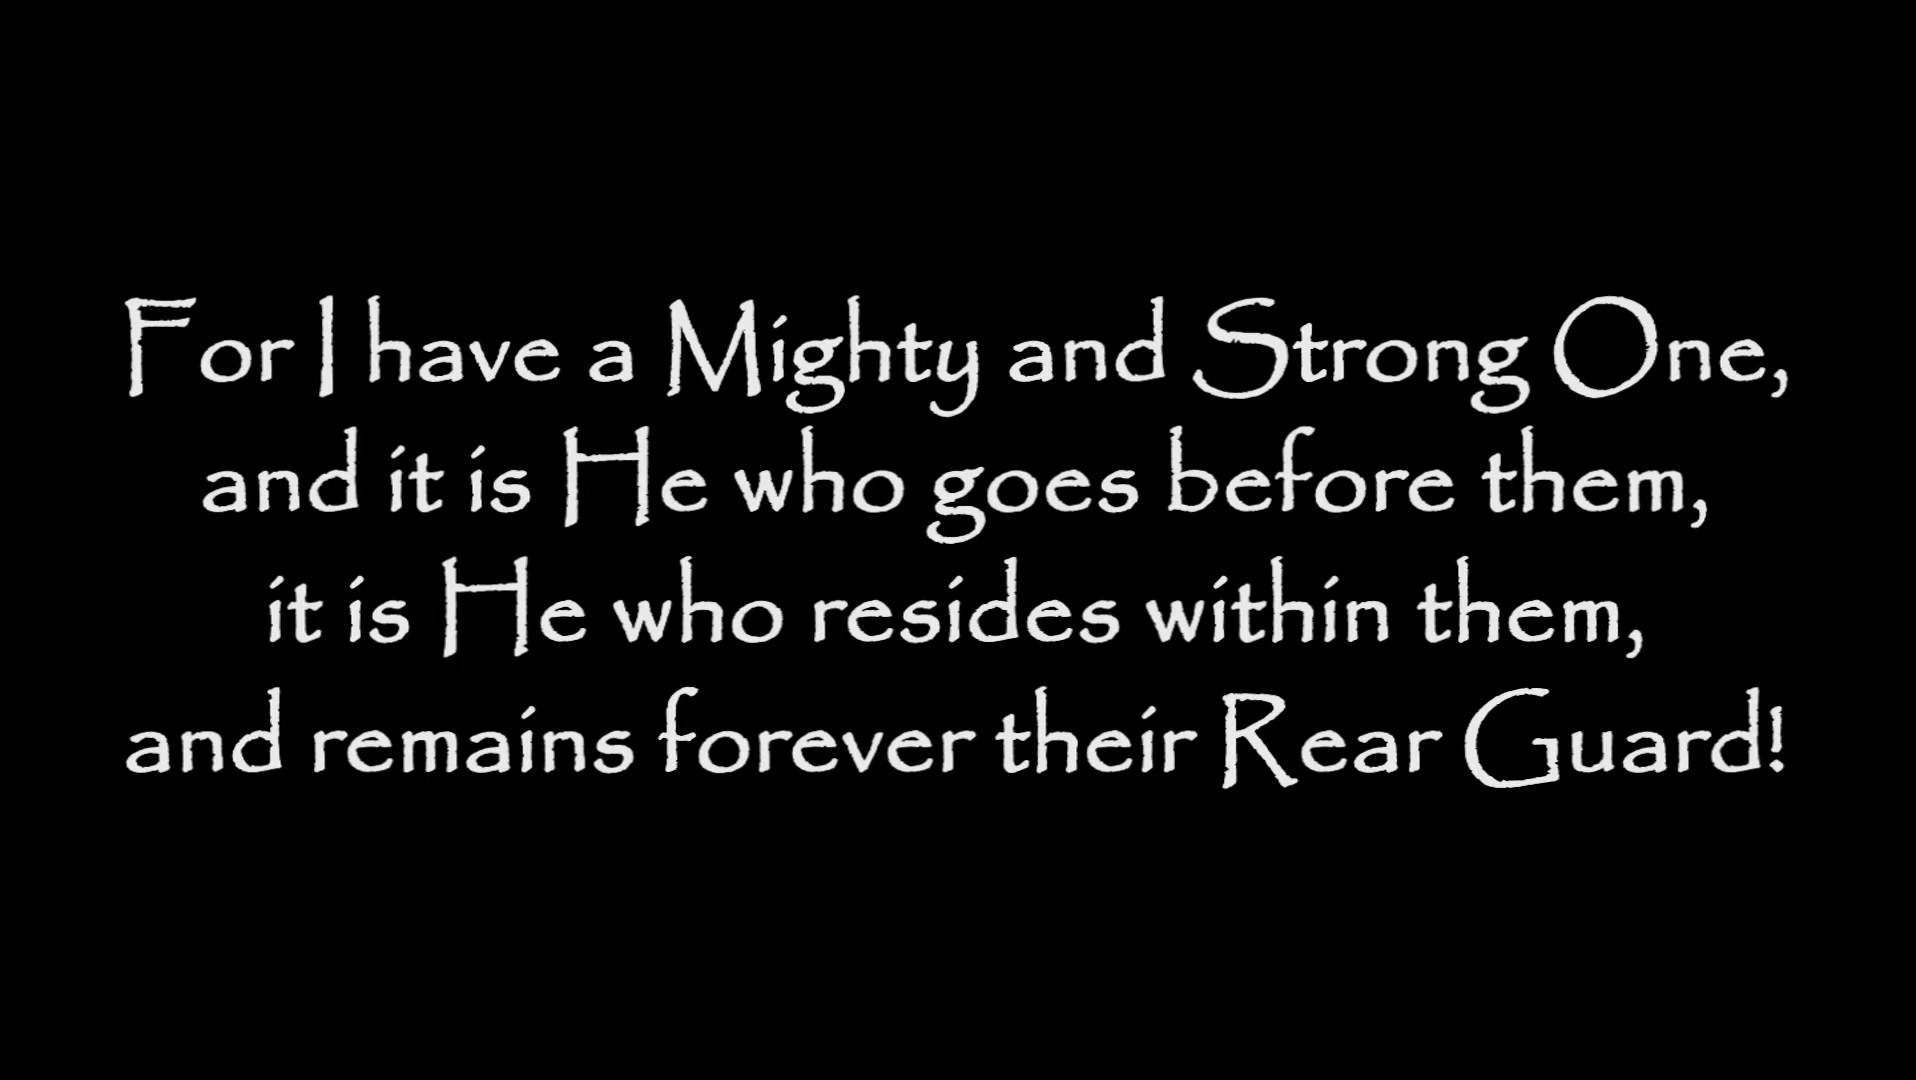 For I have a Mighty and Strong One,
and it is He who goes before them,
it is He who resides within them,
and remains forever their Rear Guard!